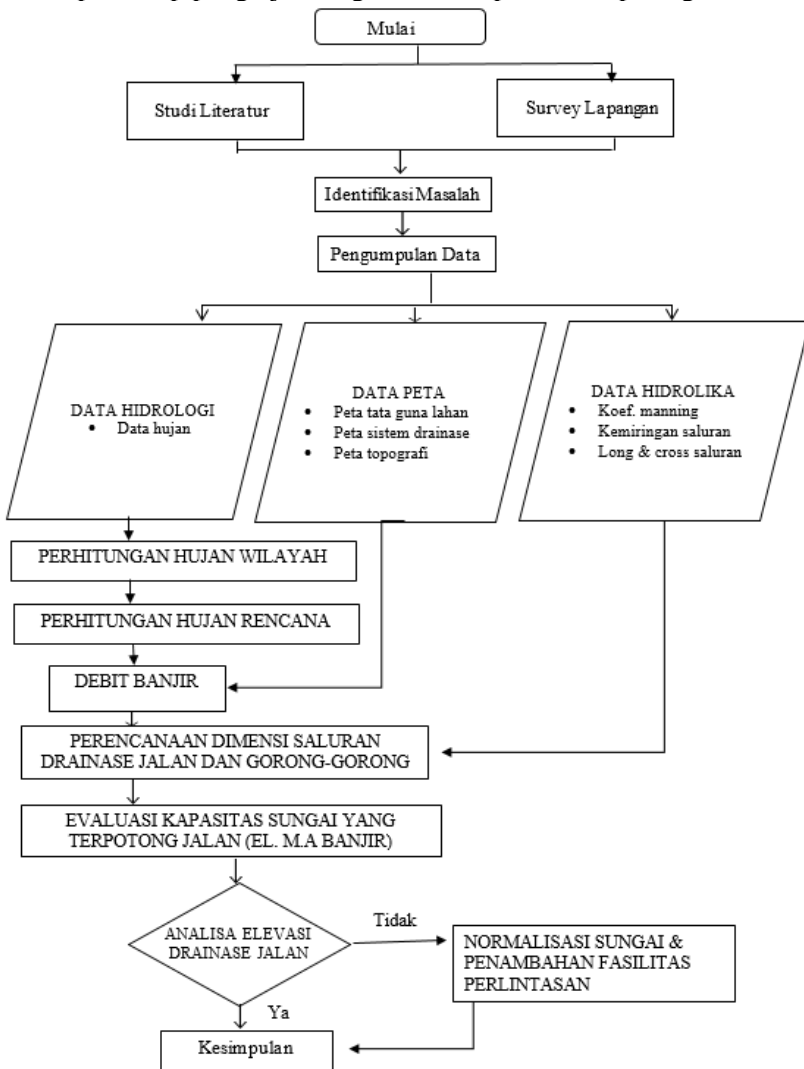 Mulai
Studi Literatur
Survey Lapangan
Identifikasi Masalah
Pengumpulan Data
DATA HIDROLOGI
• Data hujan
DATA PETA
• Peta tata guna lahan
• Peta sistem drainase
• Peta topografi
DATA HIDROLIKA
• Koef. manning
• Kemiringan saluran
• Long & cross saluran
PERHITUNGAN HUJAN WILAYAH
PERHITUNGAN HUJAN RENCANA
DEBIT BANJIR
PERENCANAAN DIMENSI SALURAN
DRAINASE JALAN DAN GORONG-GORONG
EVALUASI KAPASITAS SUNGAI YANG
TERPOTONG JALAN (EL. M.A BANJIR)
ANALISA ELEVASI
DRAINASE JALAN
Tidak
NORMALISASI SUNGAI &
PENAMBAHAN FASILITAS
PERLINTASAN
Ya
Kesimpulan